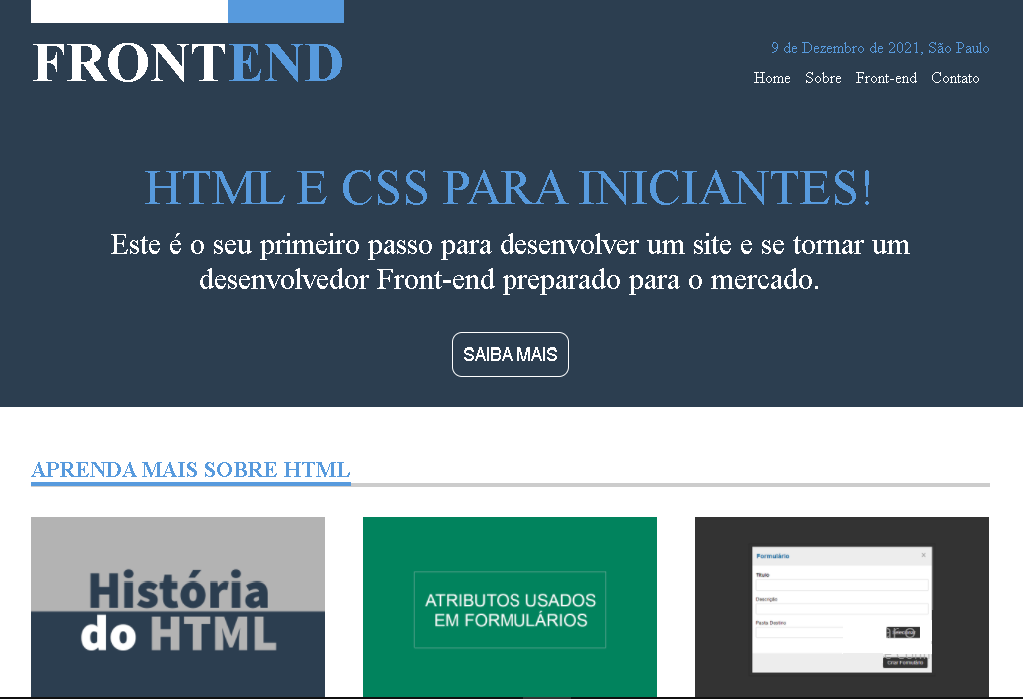 FRONTEND
9 de Dezembro de 2021, São Paulo
Home Sobre Front-end Contato
HTML E CSS PARA INICIANTES!
Este é o seu primeiro passo para desenvolver um site e se tornar um
desenvolvedor Front-end preparado para o mercado.
SAIBA MAIS
APRENDA MAIS SOBRE HTML
História
do HTML
ATRIBUTOS USADOS
EM FORMULÁRIOS
Formulário
Título
Descrição
Pasta Destino
Criar Formulário